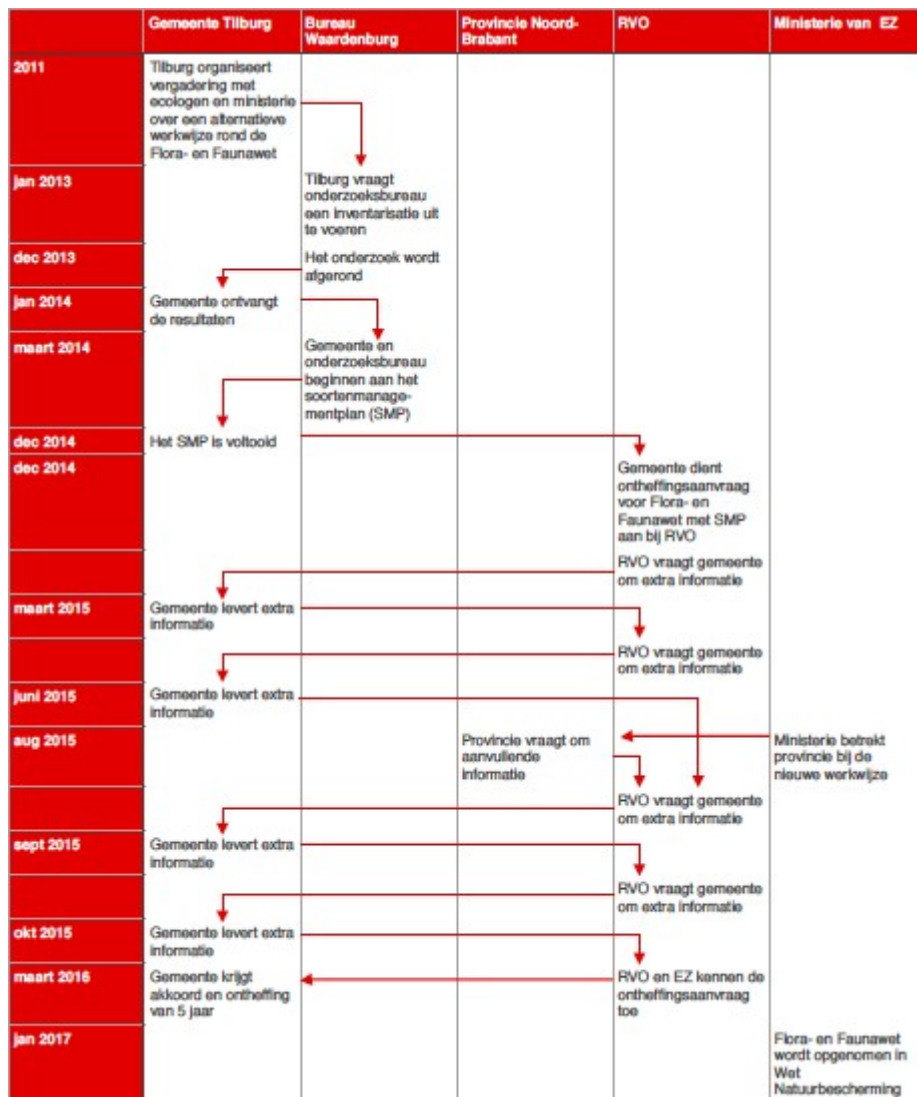 Gemeente Tilburg
Bureau
Waardenburg
Provincie Noord-
Brabant
RVO
Ministerie van EZ
2011
Tilburg organiseert
vergadering met
ecologen en ministerie
over een alternatieve
werkwijze rond de
Flora- en Faunawet
jan 2013
Tilburg vraagt
onderzoeksbureau
een inventarisatie uit
te voeren
dec 2013
Het onderzoek wordt
afgerond
jan 2014
Gemeente ontvangt
de resultaten
maart 2014
Gemeente en
onderzoeksbureau
beginnen aan het
soortenmanage-
mentplan (SMP)
dec 2014
Het SMP is voltooid
dec 2014
Gemeente dient
ontheffingsaanvraag
voor Flora- en
Faunawet met SMP
aan bij RVO
RVO vraagt gemeente
om extra informatie
maart 2015
Gemeente levert extra
informatie
RVO vraagt gemeente
om extra informatie
juni 2015
Gemeente levert extra
informatie
aug 2015
Provincie vraagt om
aanvullende
informatie
Ministerie betrekt
provincie bij de
nieuwe werkwijze
RVO vraagt gemeente
om extra informatie
sept 2015
Gemeente levert extra
informatie
RVO vraagt gemeente
om extra informatie
okt 2015
Gemeente levert extra
informatie
maart 2016
Gemeente krijgt
akkoord en ontheffing
van 5 jaar
RVO en EZ kennen de
ontheffingsaanvraag
toe
jan 2017
Flora- en Faunawet
wordt opgenomen in
Wet
Natuurbescherming